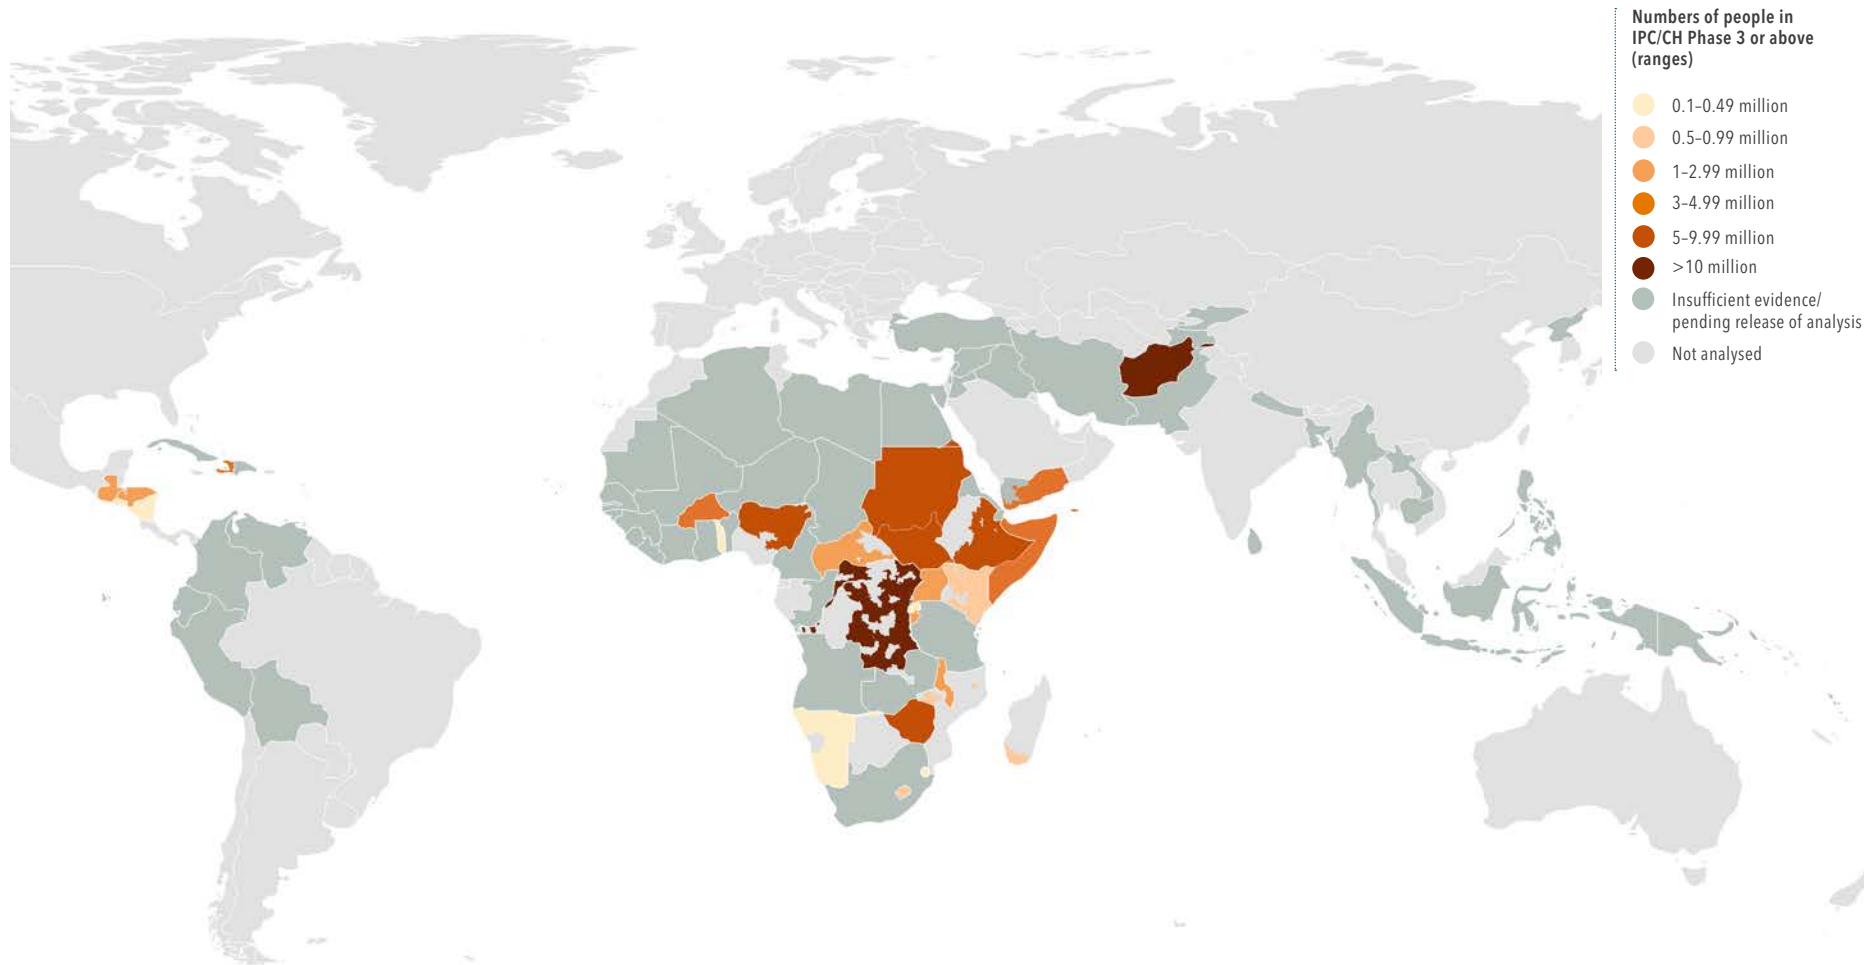 Numbers of people in
IPC/CH Phase 3 or above
(ranges)
0.1–0.49 million
0.5–0.99 million
1–2.99 million
3–4.99 million
5–9.99 million
>10 million
Insufficient evidence/
pending release of analysis
Not analysed